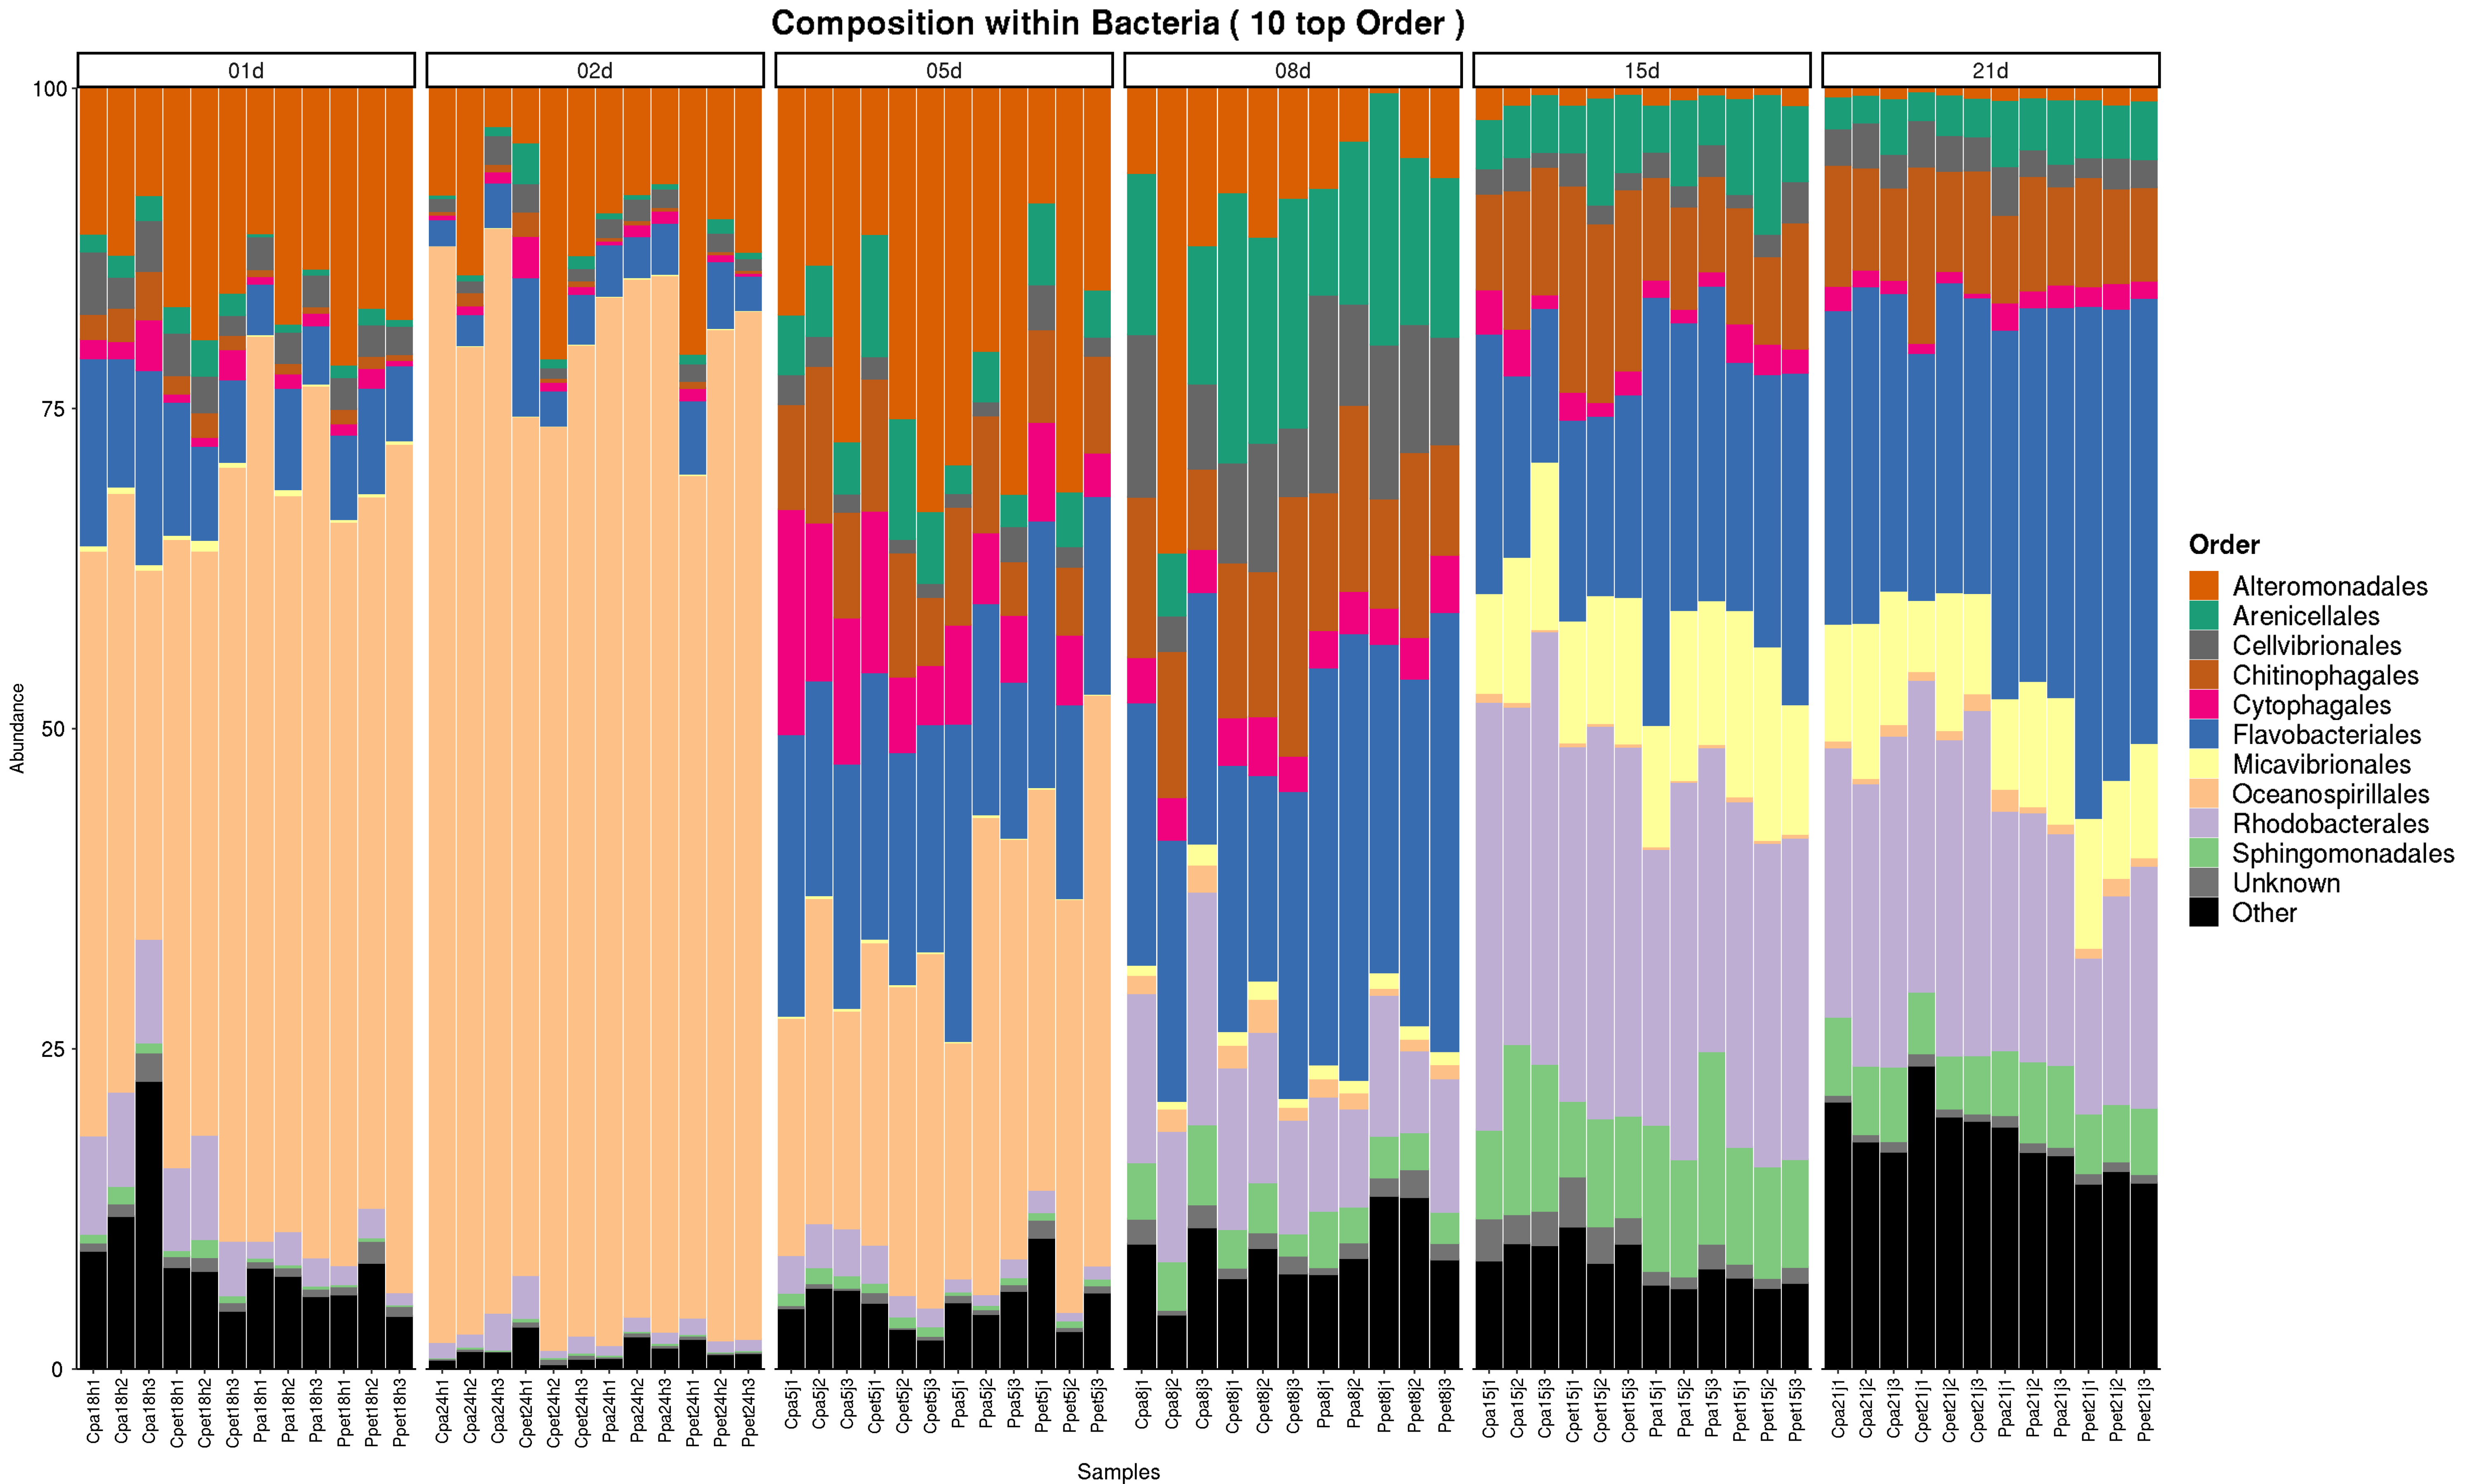 Composition within Bacteria ( 10 top Order )
01d
02d
05d
08d
15d
21d
100
75
50
25
0
Abundance
Cpa18h1
Cpa18h2
Cpa18h3
Cpet18h1
Cpet18h2
Cpet18h3
Ppa18h1
Ppa18h2
Ppa18h3
Ppet18h1
Ppet18h2
Ppet18h3
Cpa24h1
Cpa24h2
Cpa24h3
Cpet24h1
Cpet24h2
Cpet24h3
Ppa24h1
Ppa24h2
Ppa24h3
Ppet24h1
Ppet24h2
Ppet24h3
Cpa5j1
Cpa5j2
Cpa5j3
Cpet5j1
Cpet5j2
Cpet5j3
Ppa5j1
Ppa5j2
Ppa5j3
Ppet5j1
Ppet5j2
Ppet5j3
Cpa8j1
Cpa8j2
Cpa8j3
Cpet8j1
Cpet8j2
Cpet8j3
Ppa8j1
Ppa8j2
Ppet8j1
Ppet8j2
Ppet8j3
Cpa15j1
Cpa15j2
Cpa15j3
Cpet15j1
Cpet15j2
Cpet15j3
Ppa15j1
Ppa15j2
Ppa15j3
Ppet15j1
Ppet15j2
Ppet15j3
Cpa21j1
Cpa21j2
Cpa21j3
Cpet21j1
Cpet21j2
Cpet21j3
Ppa21j1
Ppa21j2
Ppa21j3
Ppet21j1
Ppet21j2
Ppet21j3
Samples
Order
Alteromonadales
Arenicellales
Cellvibrionales
Chitinophagales
Cytophagales
Flavobacteriales
Micavibrionales
Oceanospirillales
Rhodobacterales
Sphingomonadales
Unknown
Other